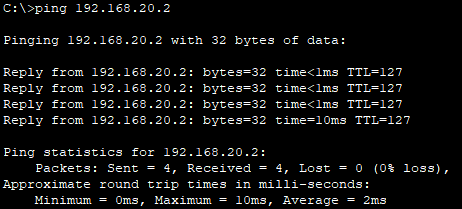 C:\>ping 192.168.20.2
Pinging 192.168.20.2 with 32 bytes of data:
Reply from 192.168.20.2: bytes=32 time<1ms TTL=127
Reply from 192.168.20.2: bytes=32 time<1ms TTL=127
Reply from 192.168.20.2: bytes=32 time<1ms TTL=127
Reply from 192.168.20.2: bytes=32 time=10ms TTL=127
Ping statistics for 192.168.20.2:
Packets: Sent = 4, Received = 4, Lost = 0 (0% loss),
Approximate round trip times in milli-seconds:
Minimum = 0ms, Maximum = 10ms, Average = 2ms